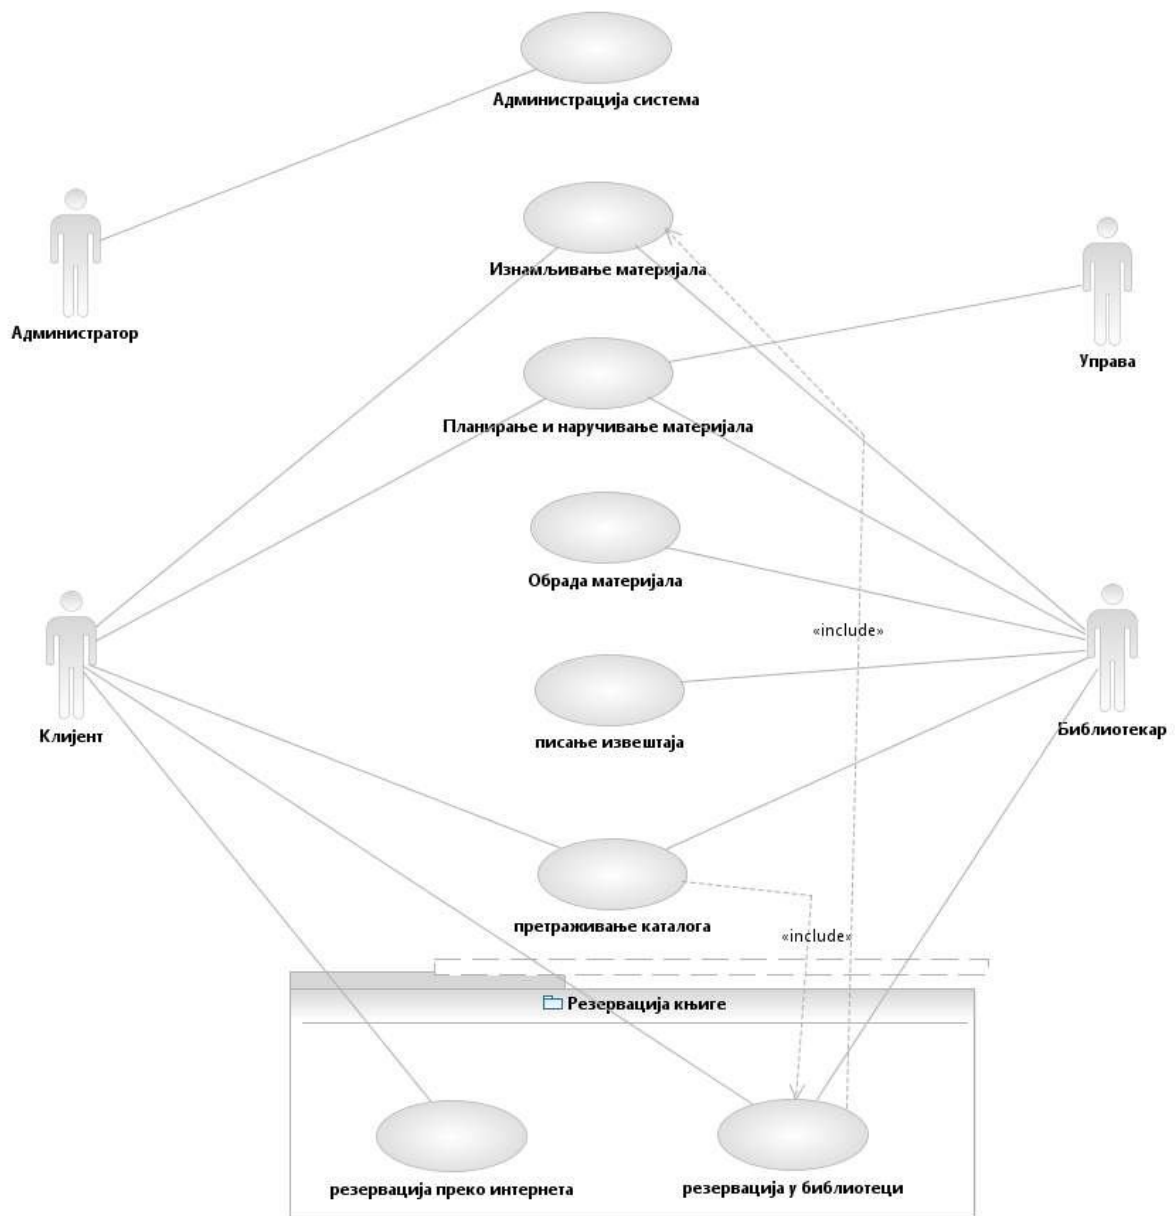 Администрација система
Изнамљивање материјала
Администратор
Управа
Планирање и наручивање материјала
Обрада материјала
«include»
Клијент
Библиотекар
писање извештаја
претраживање каталога
«include»
Резервација књиге
резервација преко интернета
резервација у библиотеци